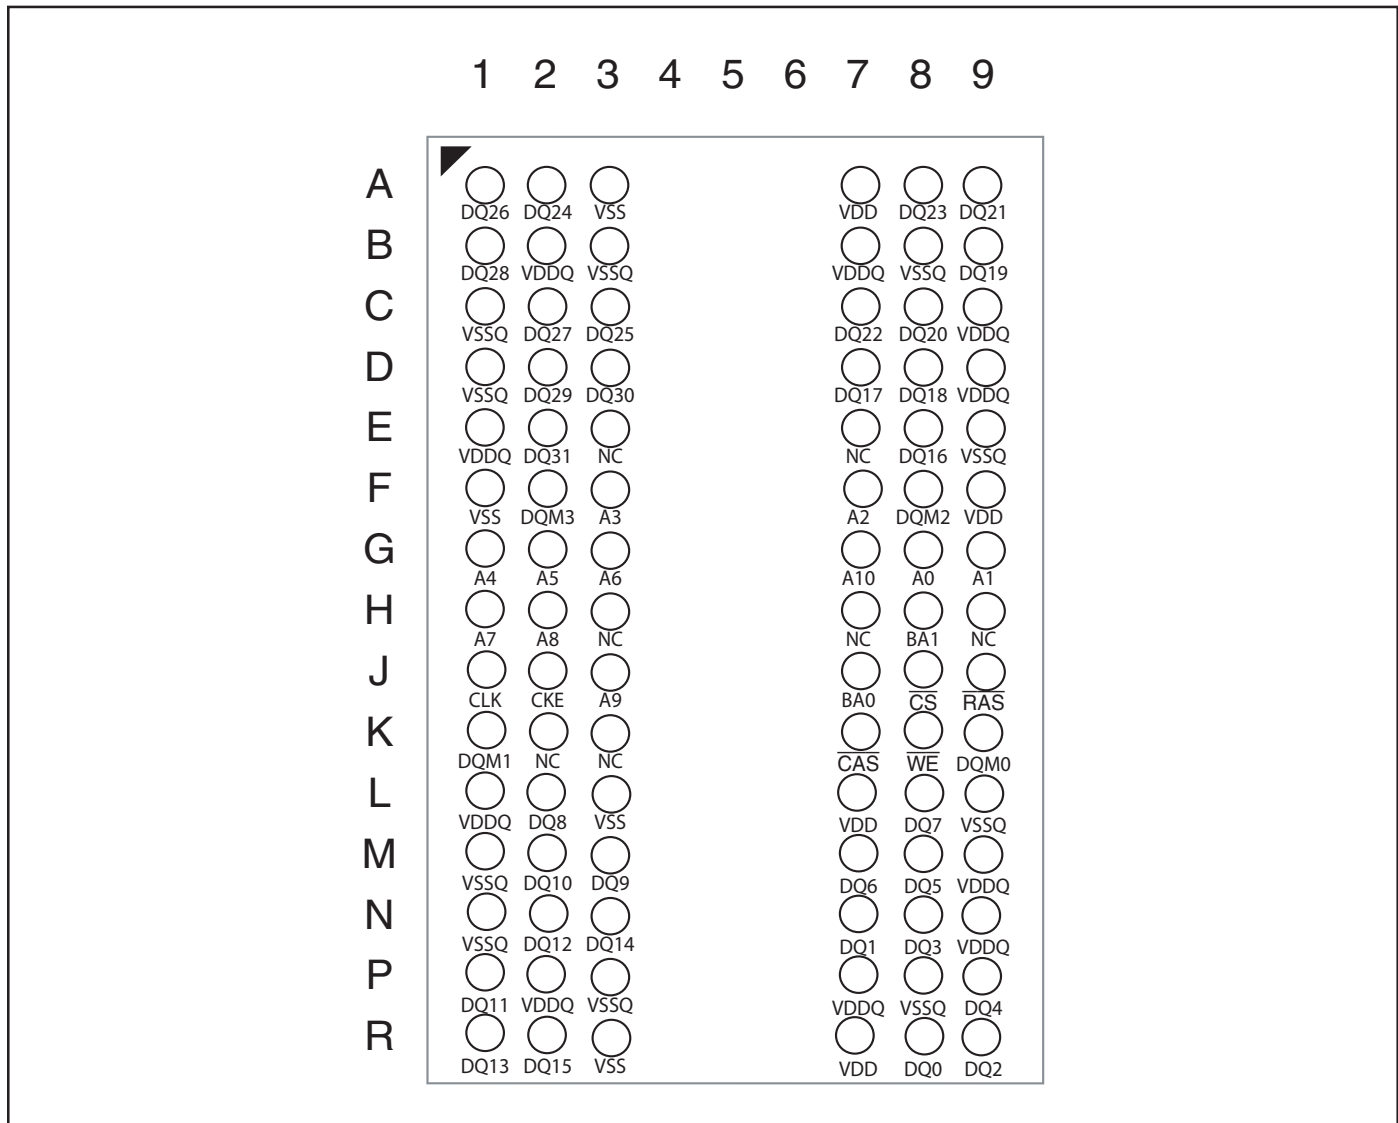 1 2 3 4 5 6 7 8 9
A
DQ26 DQ24 VSS VDD DQ23 DQ21
B
DQ28 VDDQ VSSQ VDDQ VSSQ DQ19
C
VSSQ DQ27 DQ25 DQ22 DQ20 VDDQ
D
VSSQ DQ29 DQ30 DQ17 DQ18 VDDQ
E
VDDQ DQ31 NC NC DQ16 VSSQ
F
VSS DQM3 A3 A2 DQM2 VDD
G
A4 A5 A6 A10 A0 A1
H
A7 A8 NC NC BA1 NC
J
CLK CKE A9 BA0 C̅S̅ R̅A̅S̅
K
DQM1 NC NC C̅A̅S̅ W̅E̅ DQM0
L
VDDQ DQ8 VSS VDD DQ7 VSSQ
M
VSSQ DQ10 DQ9 DQ6 DQ5 VDDQ
N
VSSQ DQ12 DQ14 DQ1 DQ3 VDDQ
P
DQ11 VDDQ VSSQ VDDQ VSSQ DQ4
R
DQ13 DQ15 VSS VDD DQ0 DQ2